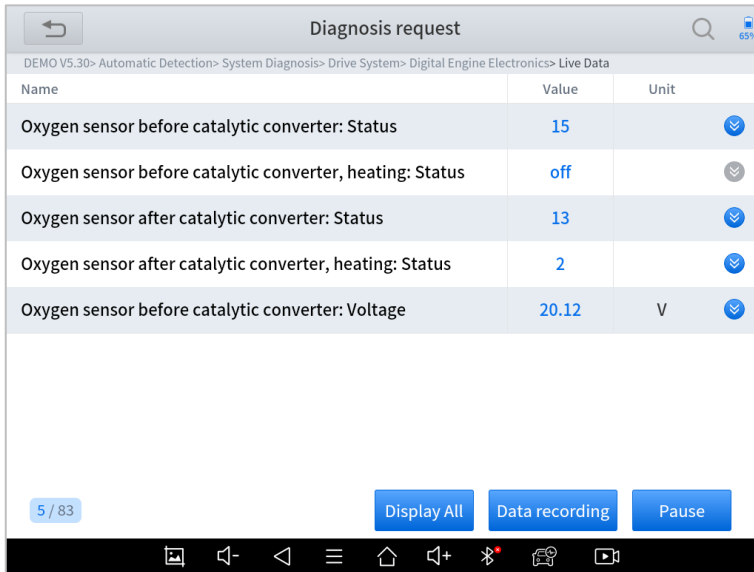 Diagnosis request
65%
DEMO V5.30> Automatic Detection> System Diagnosis> Drive System> Digital Engine Electronics> Live Data
Name Value Unit
Oxygen sensor before catalytic converter: Status 15
Oxygen sensor before catalytic converter, heating: Status off
Oxygen sensor after catalytic converter: Status 13
Oxygen sensor after catalytic converter, heating: Status 2
Oxygen sensor before catalytic converter: Voltage 20.12 V
5 / 83 Display All Data recording Pause